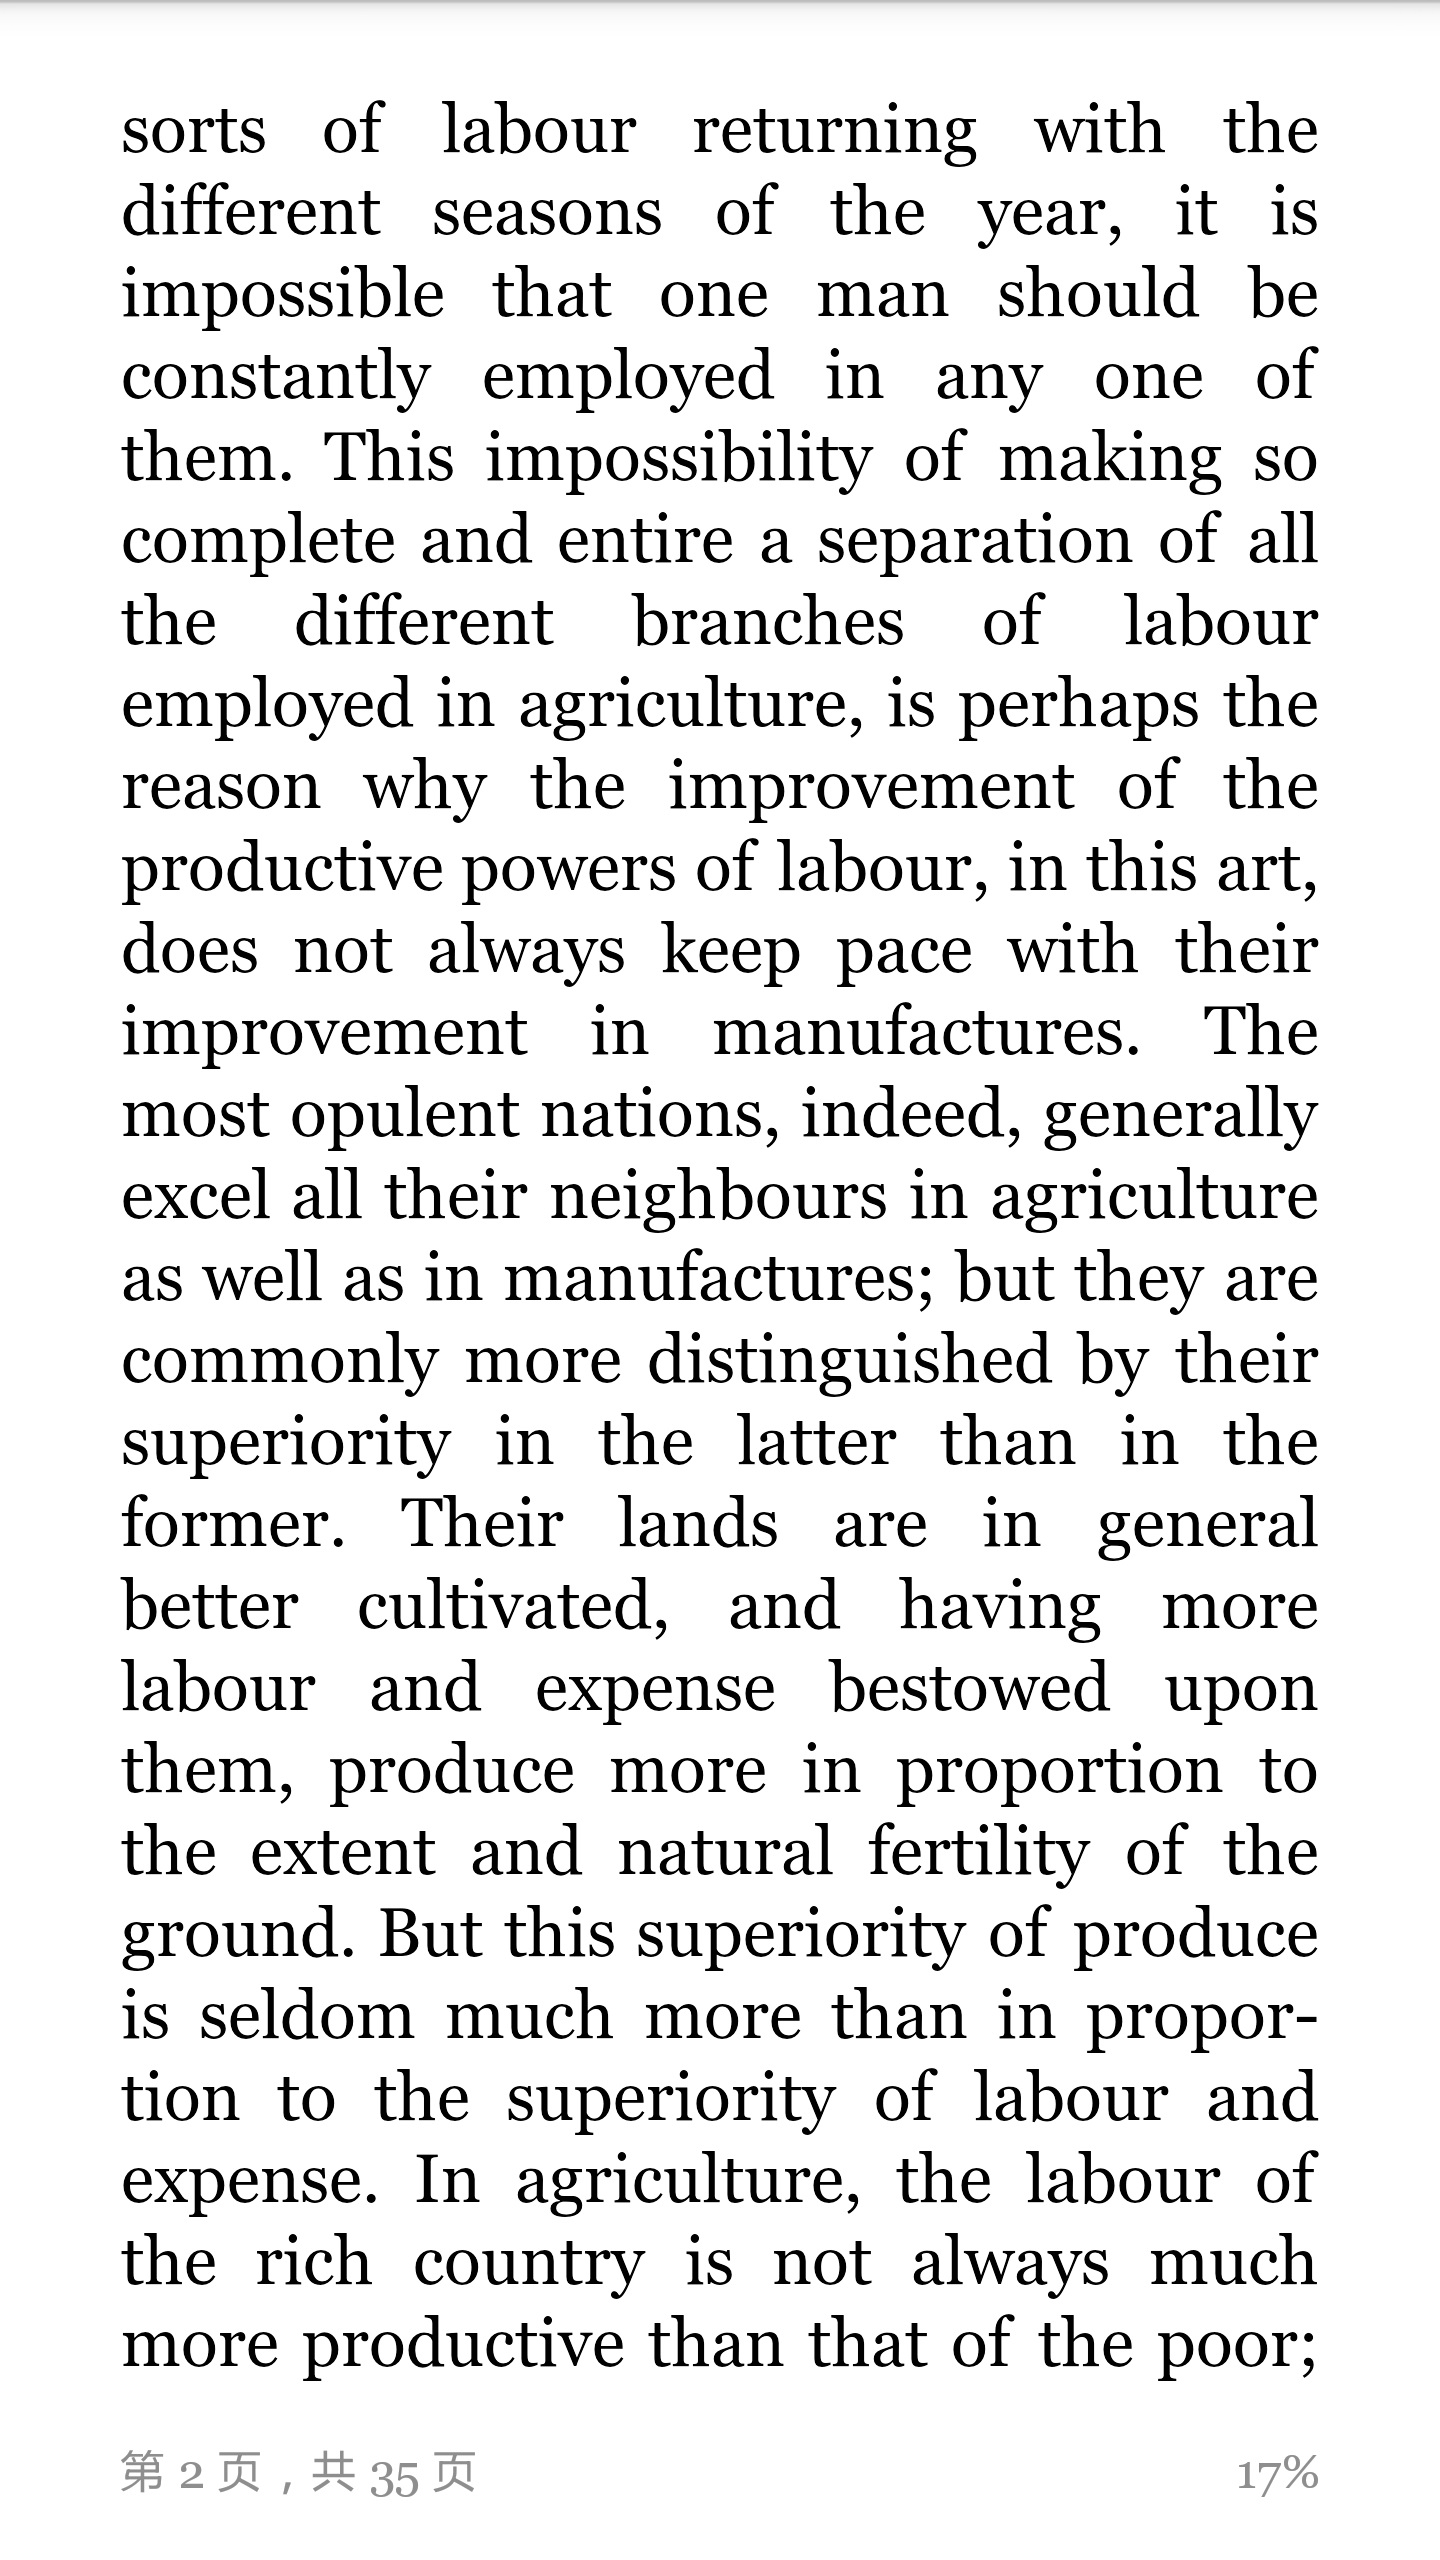 sorts of labour returning with the
different seasons of the year, it is
impossible that one man should be
constantly employed in any one of
them. This impossibility of making so
complete and entire a separation of all
the different branches of labour
employed in agriculture, is perhaps the
reason why the improvement of the
productive powers of labour, in this art,
does not always keep pace with their
improvement in manufactures. The
most opulent nations, indeed, generally
excel all their neighbours in agriculture
as well as in manufactures; but they are
commonly more distinguished by their
superiority in the latter than in the
former. Their lands are in general
better cultivated, and having more
labour and expense bestowed upon
them, produce more in proportion to
the extent and natural fertility of the
ground. But this superiority of produce
is seldom much more than in propor-
tion to the superiority of labour and
expense. In agriculture, the labour of
the rich country is not always much
more productive than that of the poor;
第 2 页，共 35 页 17%